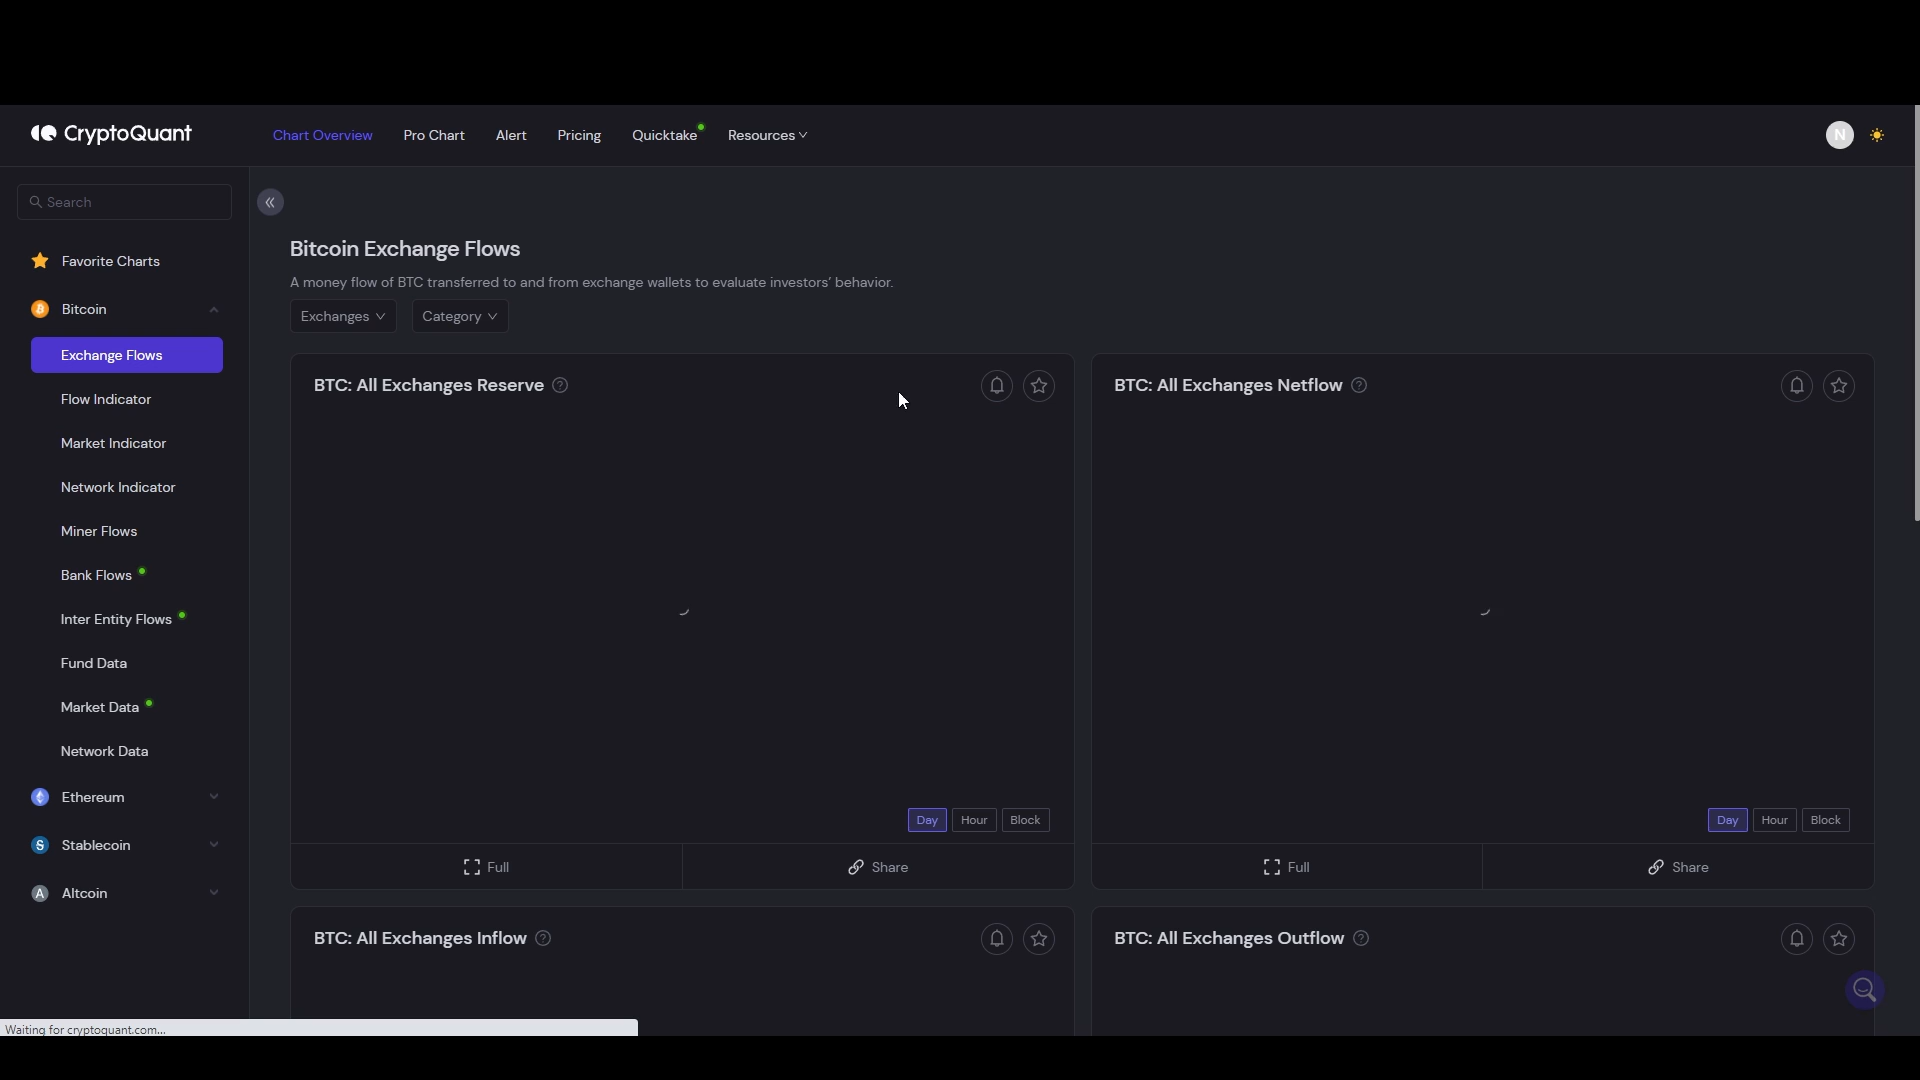 CryptoQuant
Chart Overview
Pro Chart
Alert
Pricing
Quicktake
Resources
N
Search
Favorite Charts
Bitcoin
Exchange Flows
Flow Indicator
Market Indicator
Network Indicator
Miner Flows
Bank Flows
Inter Entity Flows
Fund Data
Market Data
Network Data
Ethereum
Stablecoin
Altcoin
Bitcoin Exchange Flows
A money flow of BTC transferred to and from exchange wallets to evaluate investors' behavior.
Exchanges
Category
BTC: All Exchanges Reserve
Day
Hour
Block
Full
Share
BTC: All Exchanges Netflow
Day
Hour
Block
Full
Share
BTC: All Exchanges Inflow
BTC: All Exchanges Outflow
Waiting for cryptoquant.com...